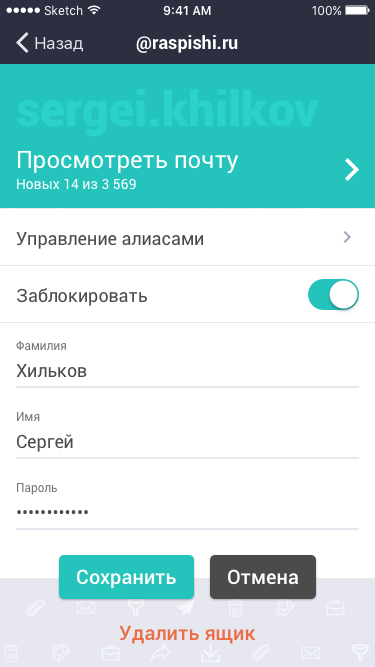 Sketch 9:41 AM 100%
Назад @raspishi.ru
sergei.khilkov
Просмотреть почту
Новых 14 из 3 569
Управление алиасами
Заблокировать
Фамилия
Хильков
Имя
Сергей
Пароль
••••••••••••
Сохранить Отмена
Удалить ящик